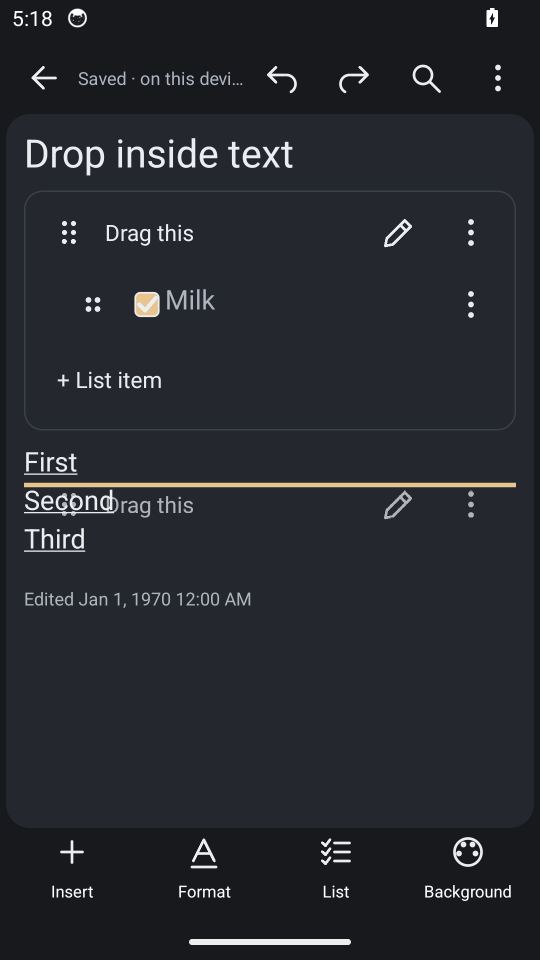 5:18
Saved · on this devi…
Drop inside text
Drag this
Milk
+ List item
First
Second
Drag this
Third
Edited Jan 1, 1970 12:00 AM
Insert
Format
List
Background